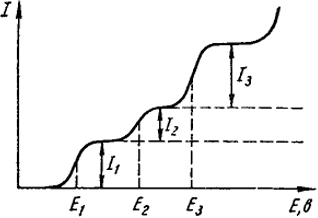 I
I₃
I₂
I₁
E₁ E₂ E₃ E,в